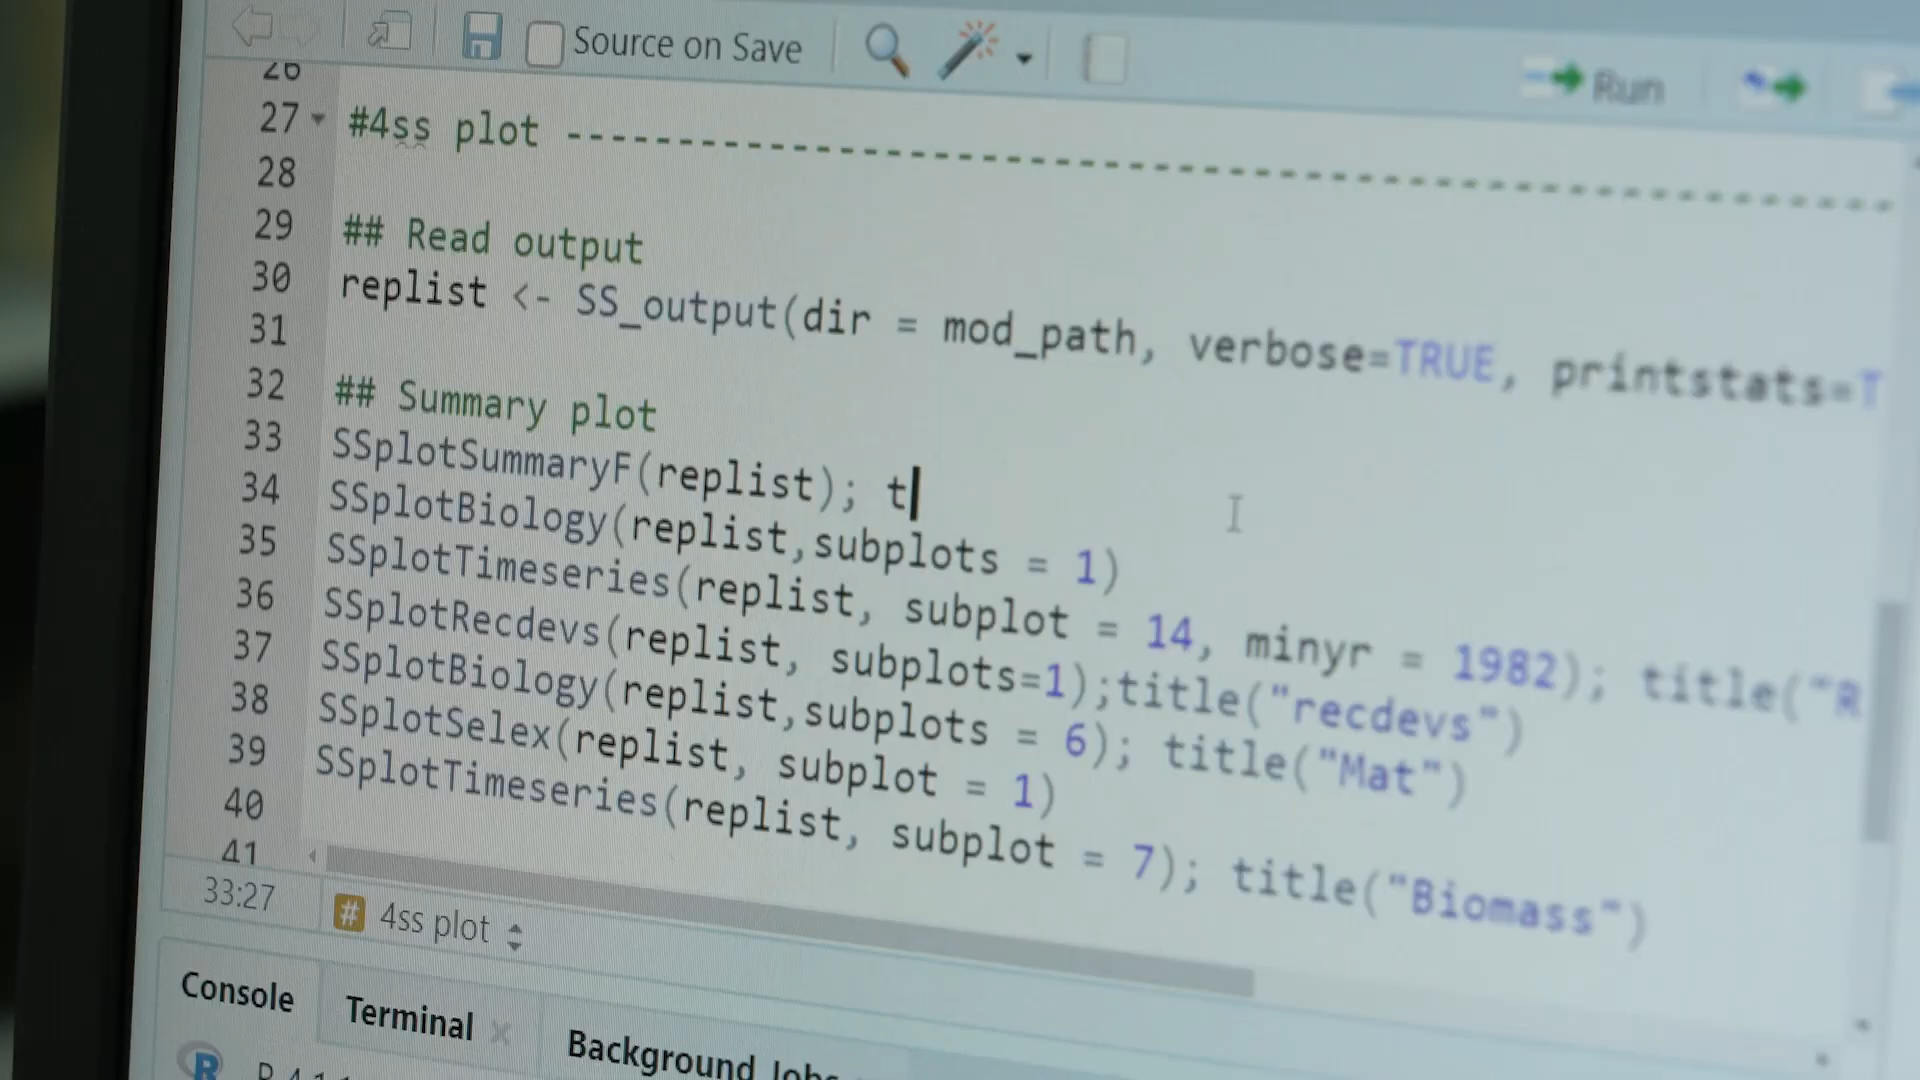 Source on Save
Run
26
27 #4ss plot --------------------------------------------------
28
29 ## Read output
30 replist <- SS_output(dir = mod_path, verbose=TRUE, printstats=T
31
32 ## Summary plot
33 SSplotSummaryF(replist); t
34 SSplotBiology(replist,subplots = 1)
35 SSplotTimeseries(replist, subplot = 14, minyr = 1982); title("R
36 SSplotRecdevs(replist, subplots=1);title("recdevs")
37 SSplotBiology(replist,subplots = 6); title("Mat")
38 SSplotSelex(replist, subplot = 1)
39 SSplotTimeseries(replist, subplot = 7); title("Biomass")
40
41
33:27 # 4ss plot
Console Terminal Background Jobs
R